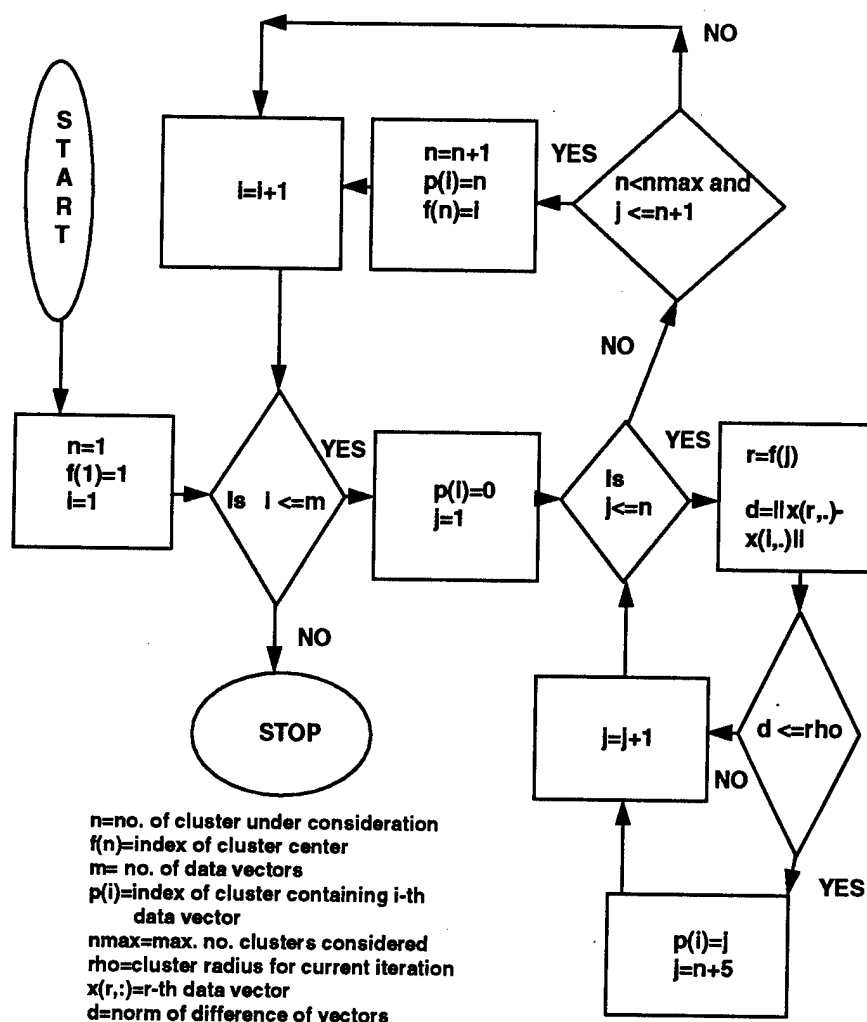 START
n=1
f(1)=1
i=1
Is i <=m
YES
NO
STOP
i=i+1
n=n+1
p(i)=n
f(n)=i
YES
n<nmax and
j <=n+1
NO
p(i)=0
j=1
Is
j<=n
NO
YES
r=f(j)
d=||x(r,.)-
x(i,.)||
d <=rho
NO
YES
j=j+1
p(i)=j
j=n+5
n=no. of cluster under consideration
f(n)=index of cluster center
m= no. of data vectors
p(i)=index of cluster containing i-th
data vector
nmax=max. no. clusters considered
rho=cluster radius for current iteration
x(r,:)=r-th data vector
d=norm of difference of vectors